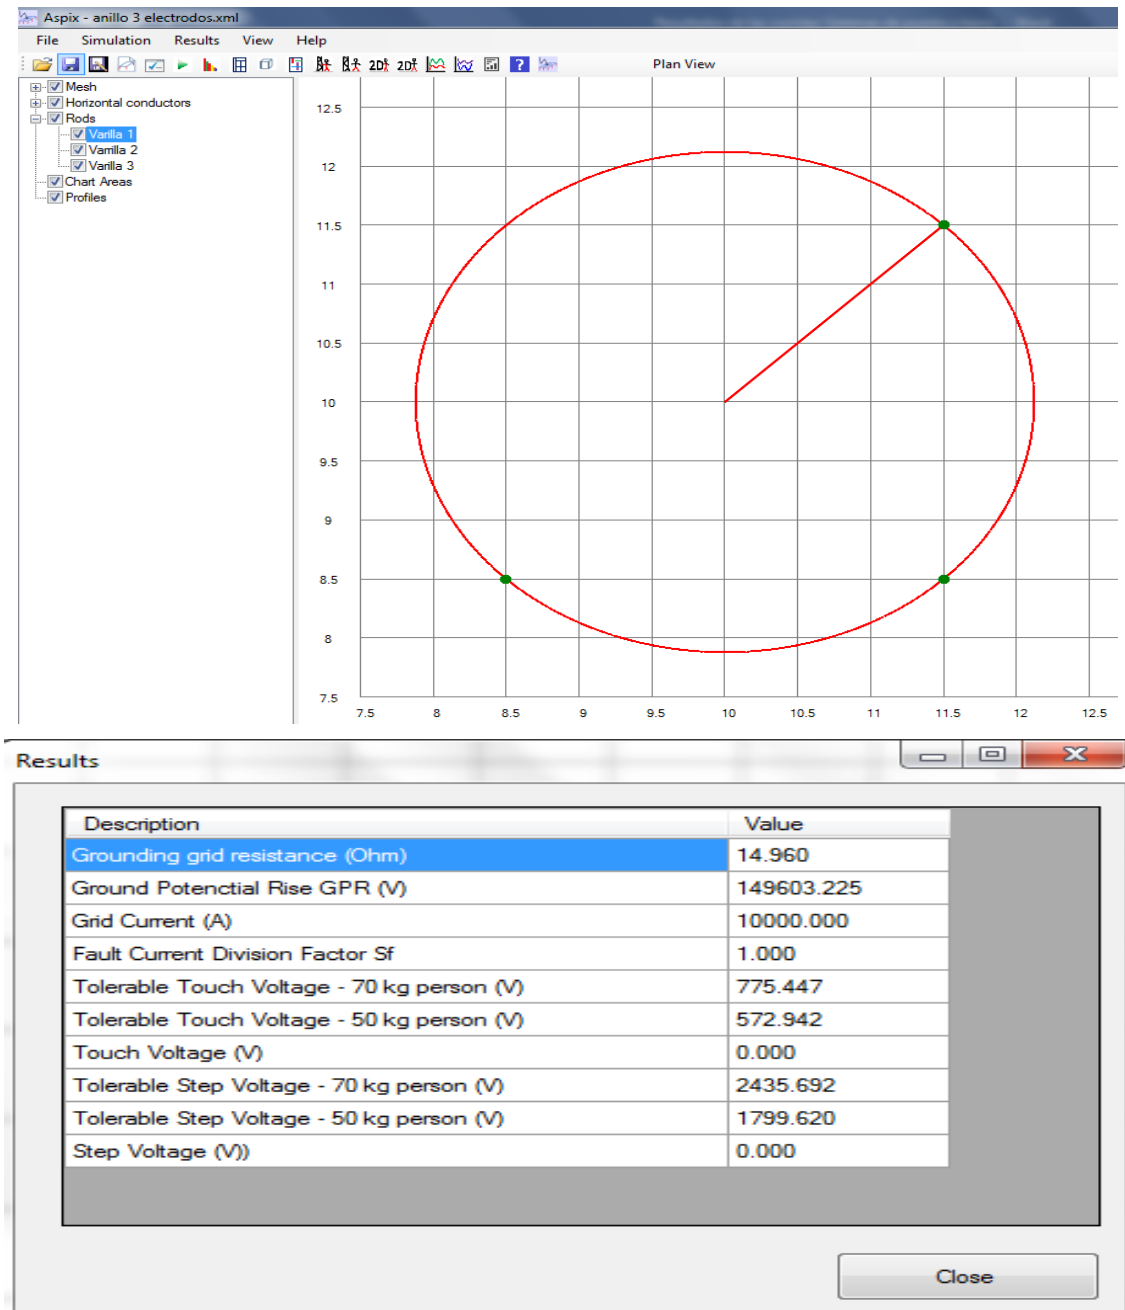 Aspix - anillo 3 electrodos.xml
File Simulation Results View Help
2D 2D ? Plan View
Mesh
Horizontal conductors
Rods
Varilla 1
Varrilla 2
Varilla 3
Chart Areas
Profiles
12.5
12
11.5
11
10.5
10
9.5
9
8.5
8
7.5
7.5 8 8.5 9 9.5 10 10.5 11 11.5 12 12.5
Results
Description Value
Grounding grid resistance (Ohm) 14.960
Ground Potenctial Rise GPR (V) 149603.225
Grid Current (A) 10000.000
Fault Current Division Factor Sf 1.000
Tolerable Touch Voltage - 70 kg person (V) 775.447
Tolerable Touch Voltage - 50 kg person (V) 572.942
Touch Voltage (V) 0.000
Tolerable Step Voltage - 70 kg person (V) 2435.692
Tolerable Step Voltage - 50 kg person (V) 1799.620
Step Voltage (V)) 0.000
Close